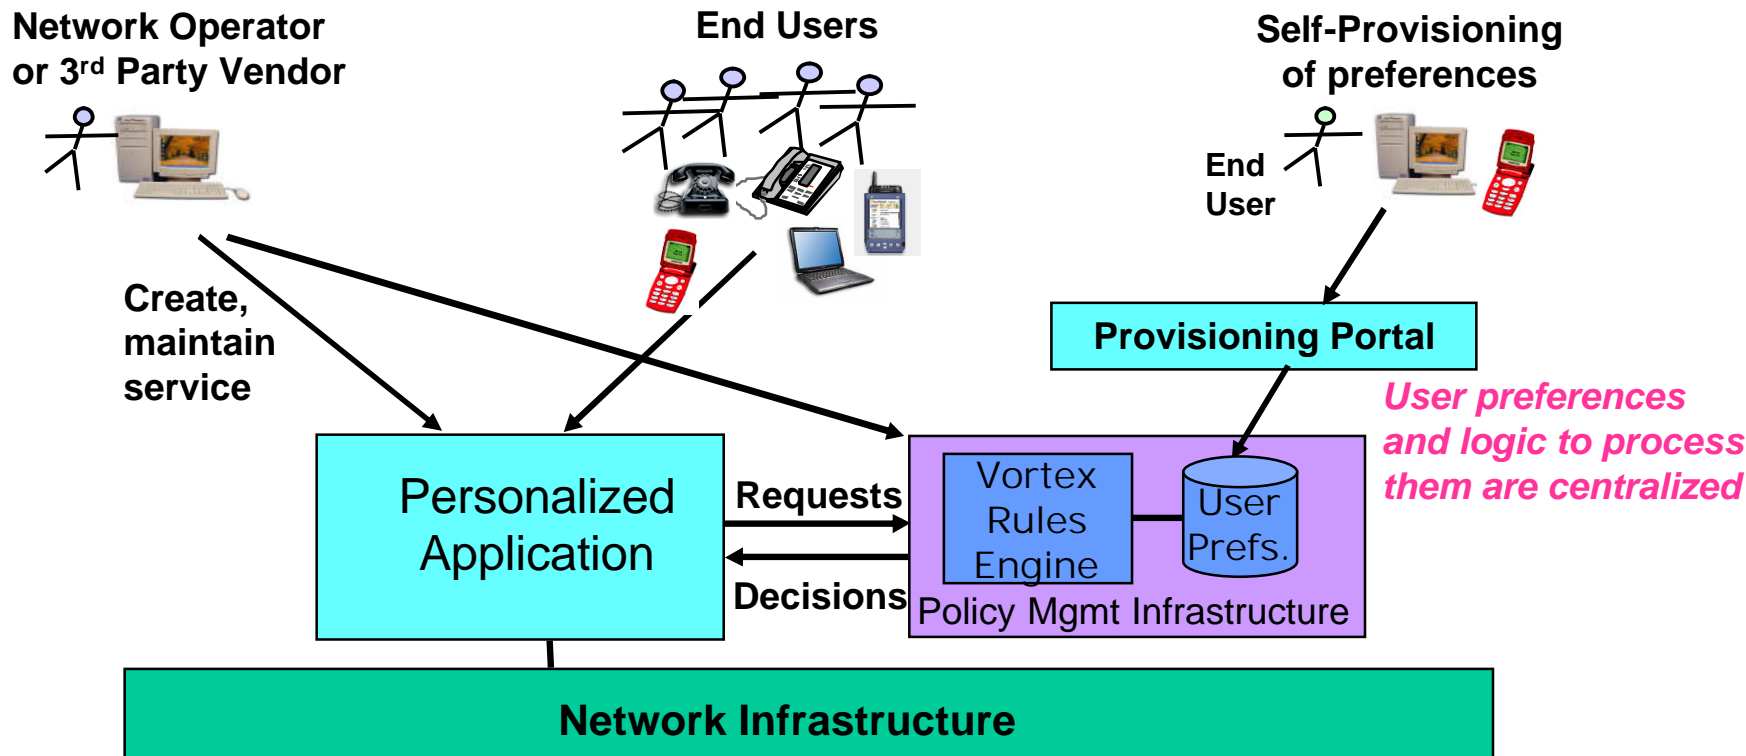 Network Operator
or 3rd Party Vendor
End Users
Self-Provisioning
of preferences
End
User
Create,
maintain
service
Provisioning Portal
User preferences
and logic to process
them are centralized
Personalized
Application
Requests
Decisions
Vortex
Rules
Engine
User
Prefs.
Policy Mgmt Infrastructure
Network Infrastructure